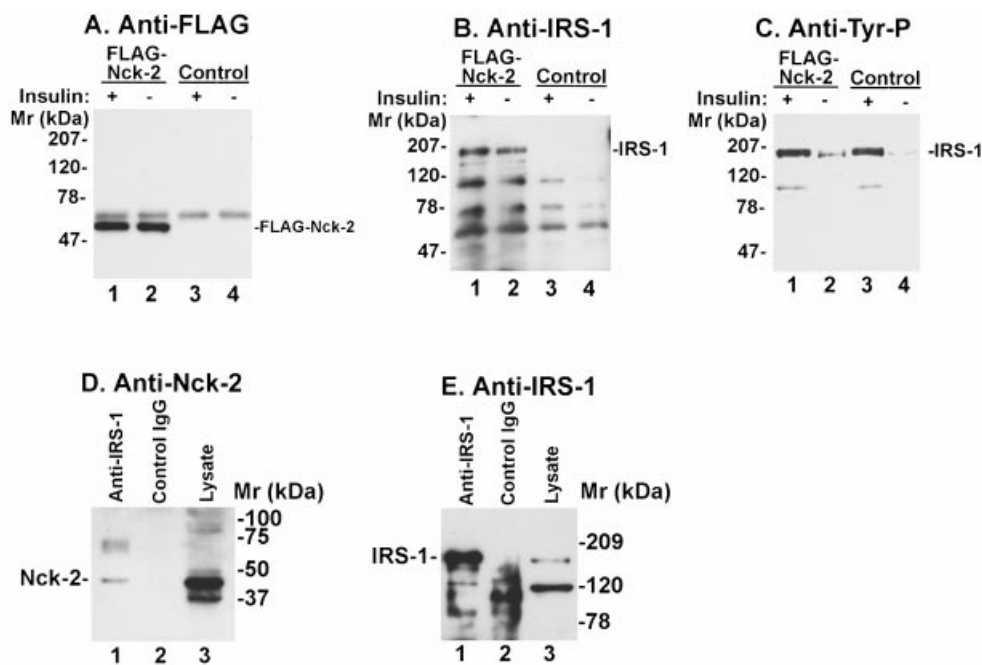 A. Anti-FLAG
FLAG-
Nck-2 Control
Insulin: + - + -
Mr (kDa)
207-
120-
78-
47-
-FLAG-Nck-2
1 2 3 4
B. Anti-IRS-1
FLAG-
Nck-2 Control
Insulin: + - + -
Mr (kDa)
207-
120-
78-
47-
-IRS-1
1 2 3 4
C. Anti-Tyr-P
FLAG-
Nck-2 Control
Insulin: + - + -
Mr (kDa)
207-
120-
78-
47-
-IRS-1
1 2 3 4
D. Anti-Nck-2
Anti-IRS-1
Control IgG
Lysate
Mr (kDa)
-100
-75
-50
-37
Nck-2-
1 2 3
E. Anti-IRS-1
Anti-IRS-1
Control IgG
Lysate
Mr (kDa)
-209
-120
-78
IRS-1-
1 2 3